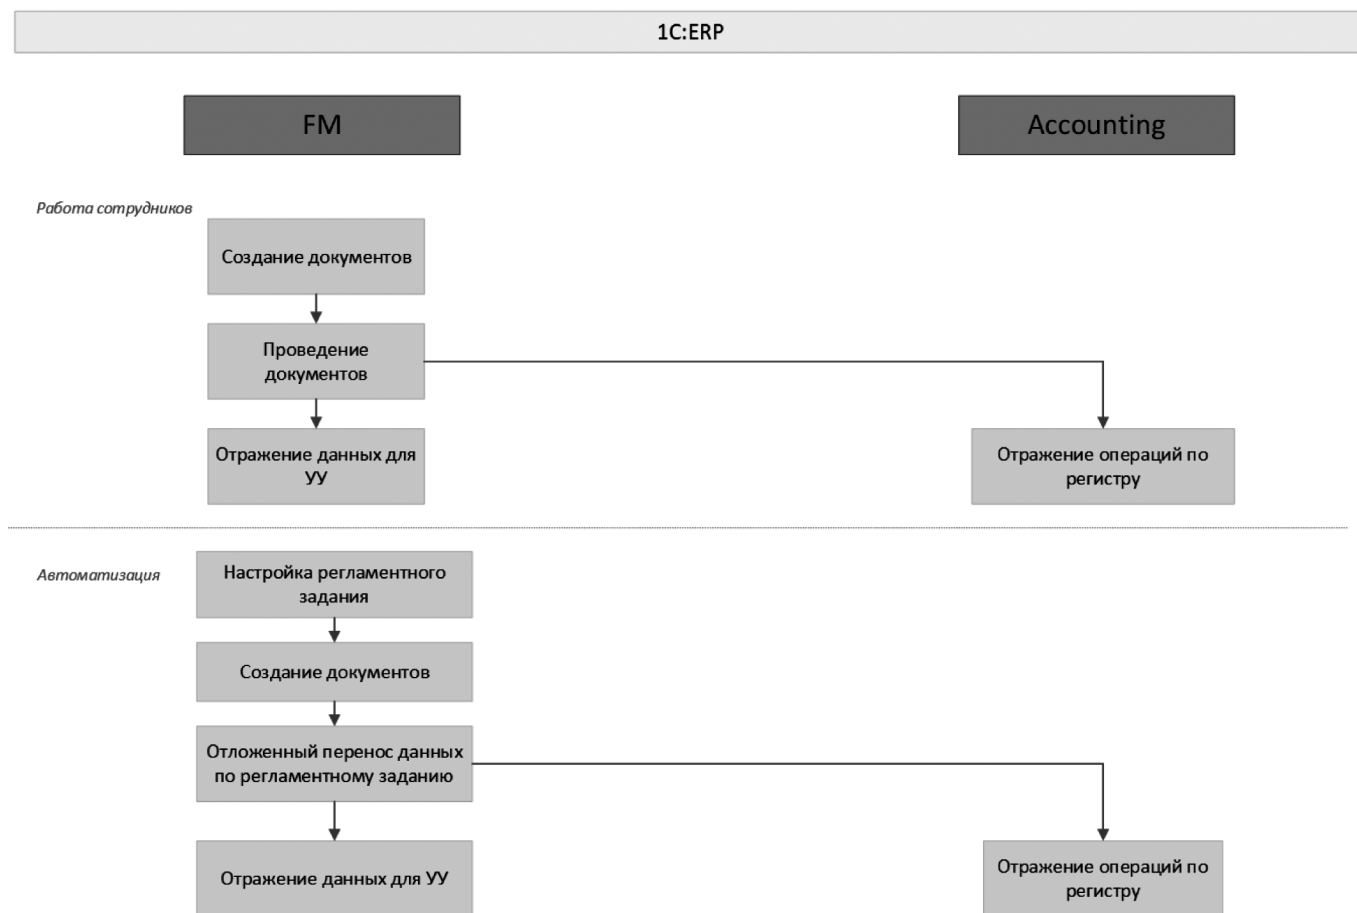 1C:ERP
FM
Accounting
Работа сотрудников
Создание документов
Проведение
документов
Отражение данных для
УУ
Отражение операций по
регистру
Автоматизация
Настройка регламентного
задания
Создание документов
Отложенный перенос данных
по регламентному заданию
Отражение данных для УУ
Отражение операций по
регистру